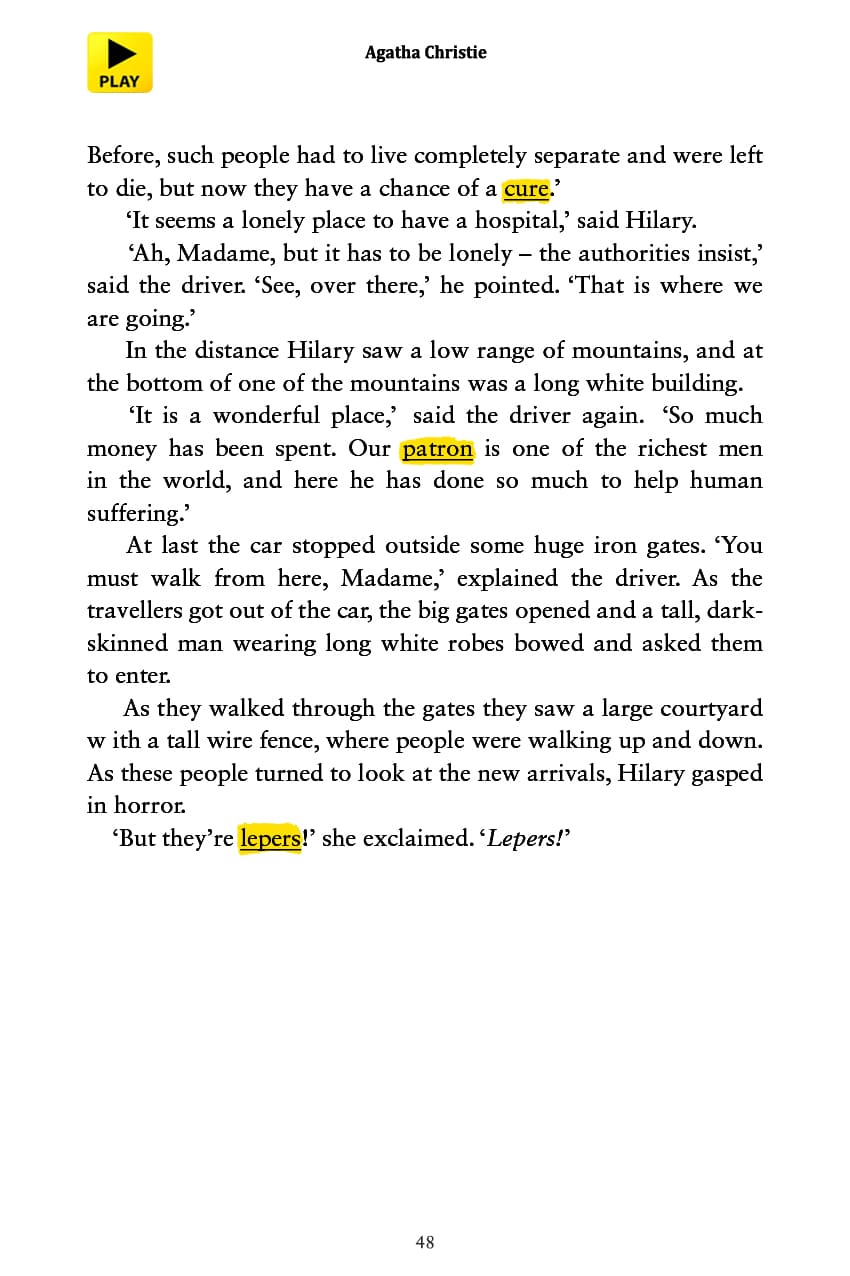 PLAY
Agatha Christie
Before, such people had to live completely separate and were left
to die, but now they have a chance of a cure.’
‘It seems a lonely place to have a hospital,’ said Hilary.
‘Ah, Madame, but it has to be lonely – the authorities insist,’
said the driver. ‘See, over there,’ he pointed. ‘That is where we
are going.’
In the distance Hilary saw a low range of mountains, and at
the bottom of one of the mountains was a long white building.
‘It is a wonderful place,’ said the driver again. ‘So much
money has been spent. Our patron is one of the richest men
in the world, and here he has done so much to help human
suffering.’
At last the car stopped outside some huge iron gates. ‘You
must walk from here, Madame,’ explained the driver. As the
travellers got out of the car, the big gates opened and a tall, dark-
skinned man wearing long white robes bowed and asked them
to enter.
As they walked through the gates they saw a large courtyard
w ith a tall wire fence, where people were walking up and down.
As these people turned to look at the new arrivals, Hilary gasped
in horror.
‘But they’re lepers!’ she exclaimed. ‘Lepers!’
48